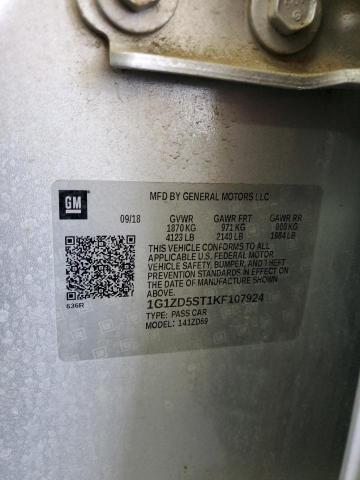 GM
MFD BY GENERAL MOTORS LLC
09/18 GVWR GAWR FRT GAWR RR
1870 KG 971 KG 900 KG
4123 LB 2140 LB 1984 LB
THIS VEHICLE CONFORMS TO ALL
APPLICABLE U.S. FEDERAL MOTOR
VEHICLE SAFETY, BUMPER, AND THEFT
PREVENTION STANDARDS IN EFFECT
ON THE DATE OF MANUFACTURE SHOWN
ABOVE.
636R
1G1ZD5ST1KF107924
TYPE: PASS CAR
MODEL: 141ZD69